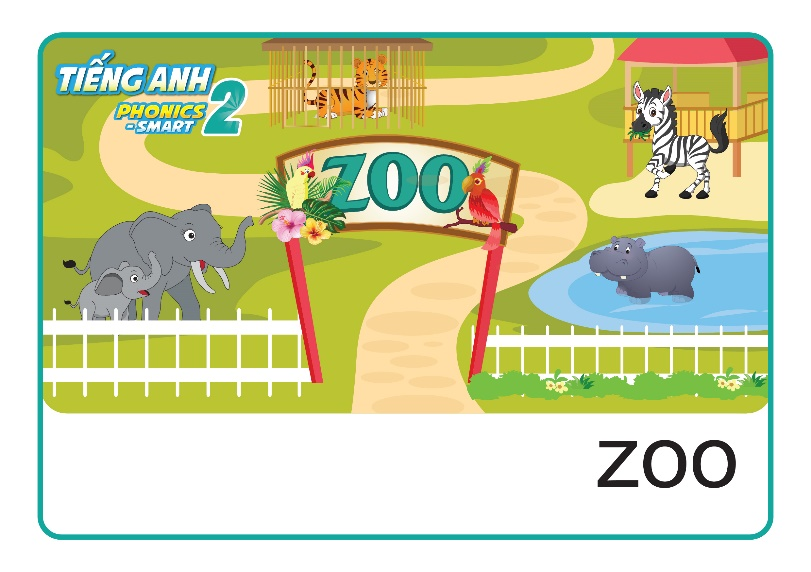 TIẾNG ANH
PHONICS
-SMART 2
ZOO
zoo